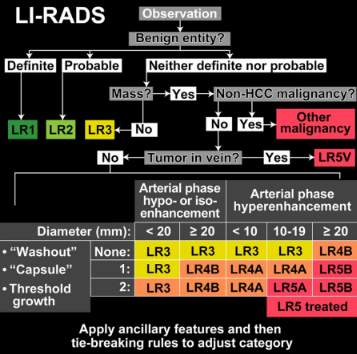 LI-RADS
Observation
Benign entity?
Definite
Probable
Neither definite nor probable
Mass?
Yes
Non-HCC malignancy?
LR1
LR2
LR3
No
No
Yes
Other
malignancy
No
Tumor in vein?
Yes
LR5V
Arterial phase
hypo- or iso-
enhancement
Arterial phase
hyperenhancement
Diameter (mm): < 20 ≥ 20 < 10 10-19 ≥ 20
• “Washout”
• “Capsule”
• Threshold
growth
None: LR3 LR3 LR3 LR3 LR4B
1: LR3 LR4B LR4A LR4A LR5B
2: LR3 LR4B LR4A LR5A LR5B
LR5 treated
Apply ancillary features and then
tie-breaking rules to adjust category